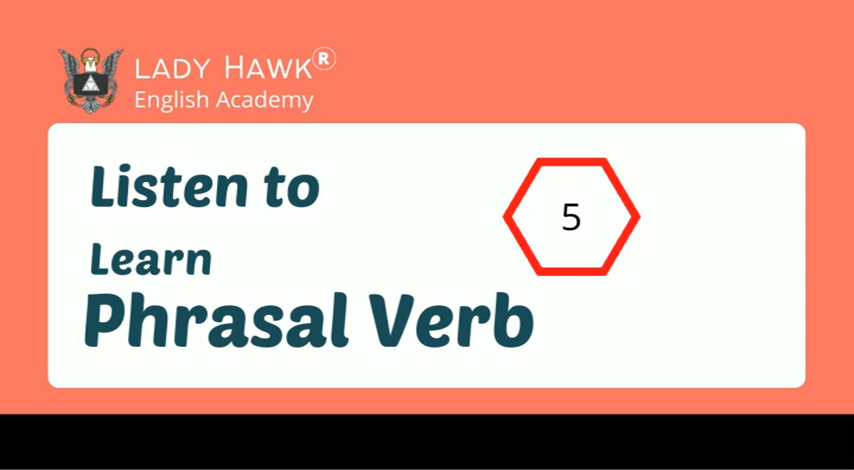 LADY HAWK®
English Academy
Listen to
5
Learn
Phrasal Verb